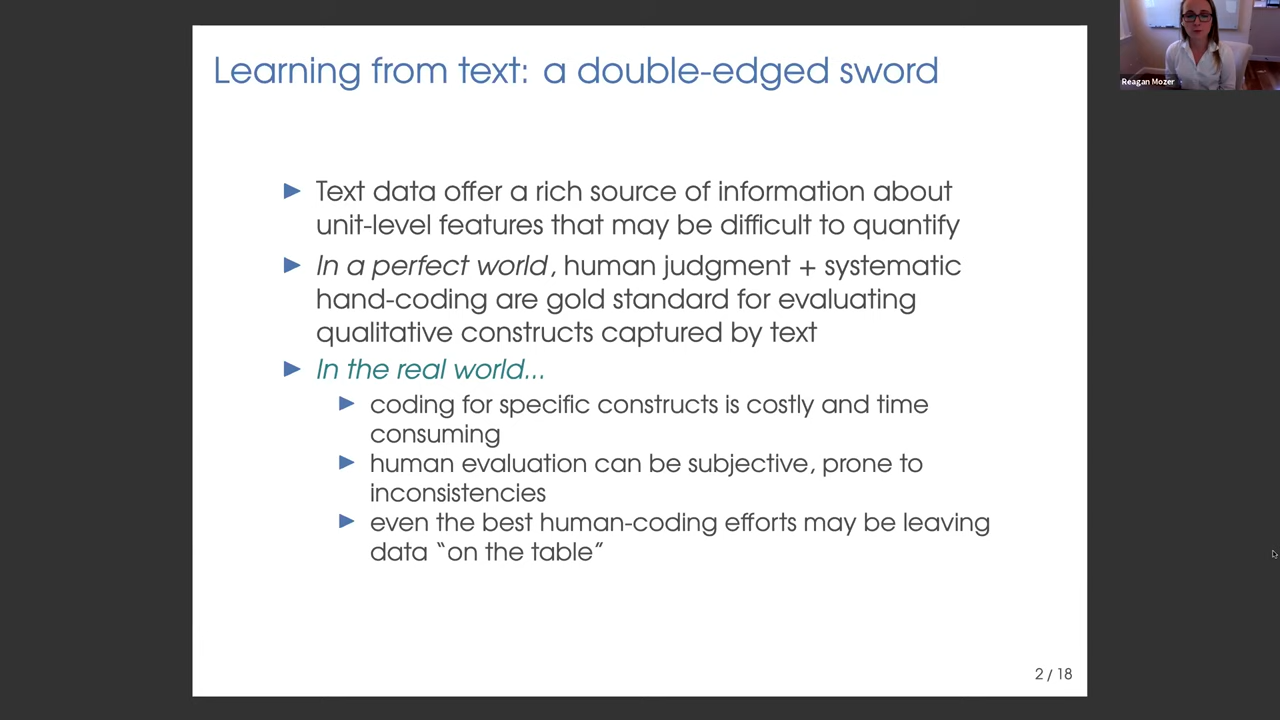 Learning from text: a double-edged sword
Reagan Mozer
► Text data offer a rich source of information about
unit-level features that may be difficult to quantify
► In a perfect world, human judgment + systematic
hand-coding are gold standard for evaluating
qualitative constructs captured by text
► In the real world...
► coding for specific constructs is costly and time
consuming
► human evaluation can be subjective, prone to
inconsistencies
► even the best human-coding efforts may be leaving
data “on the table”
2 / 18